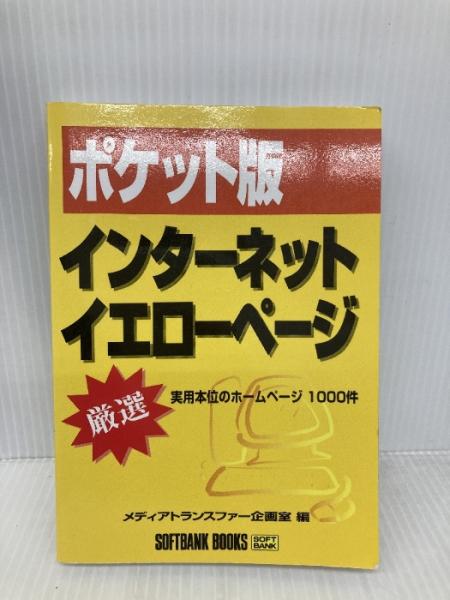 ポケット版
インターネット
イエローページ
厳選
実用本位のホームページ 1000件
メディアトランスファー企画室 編
SOFTBANK BOOKS
SOFT
BANK